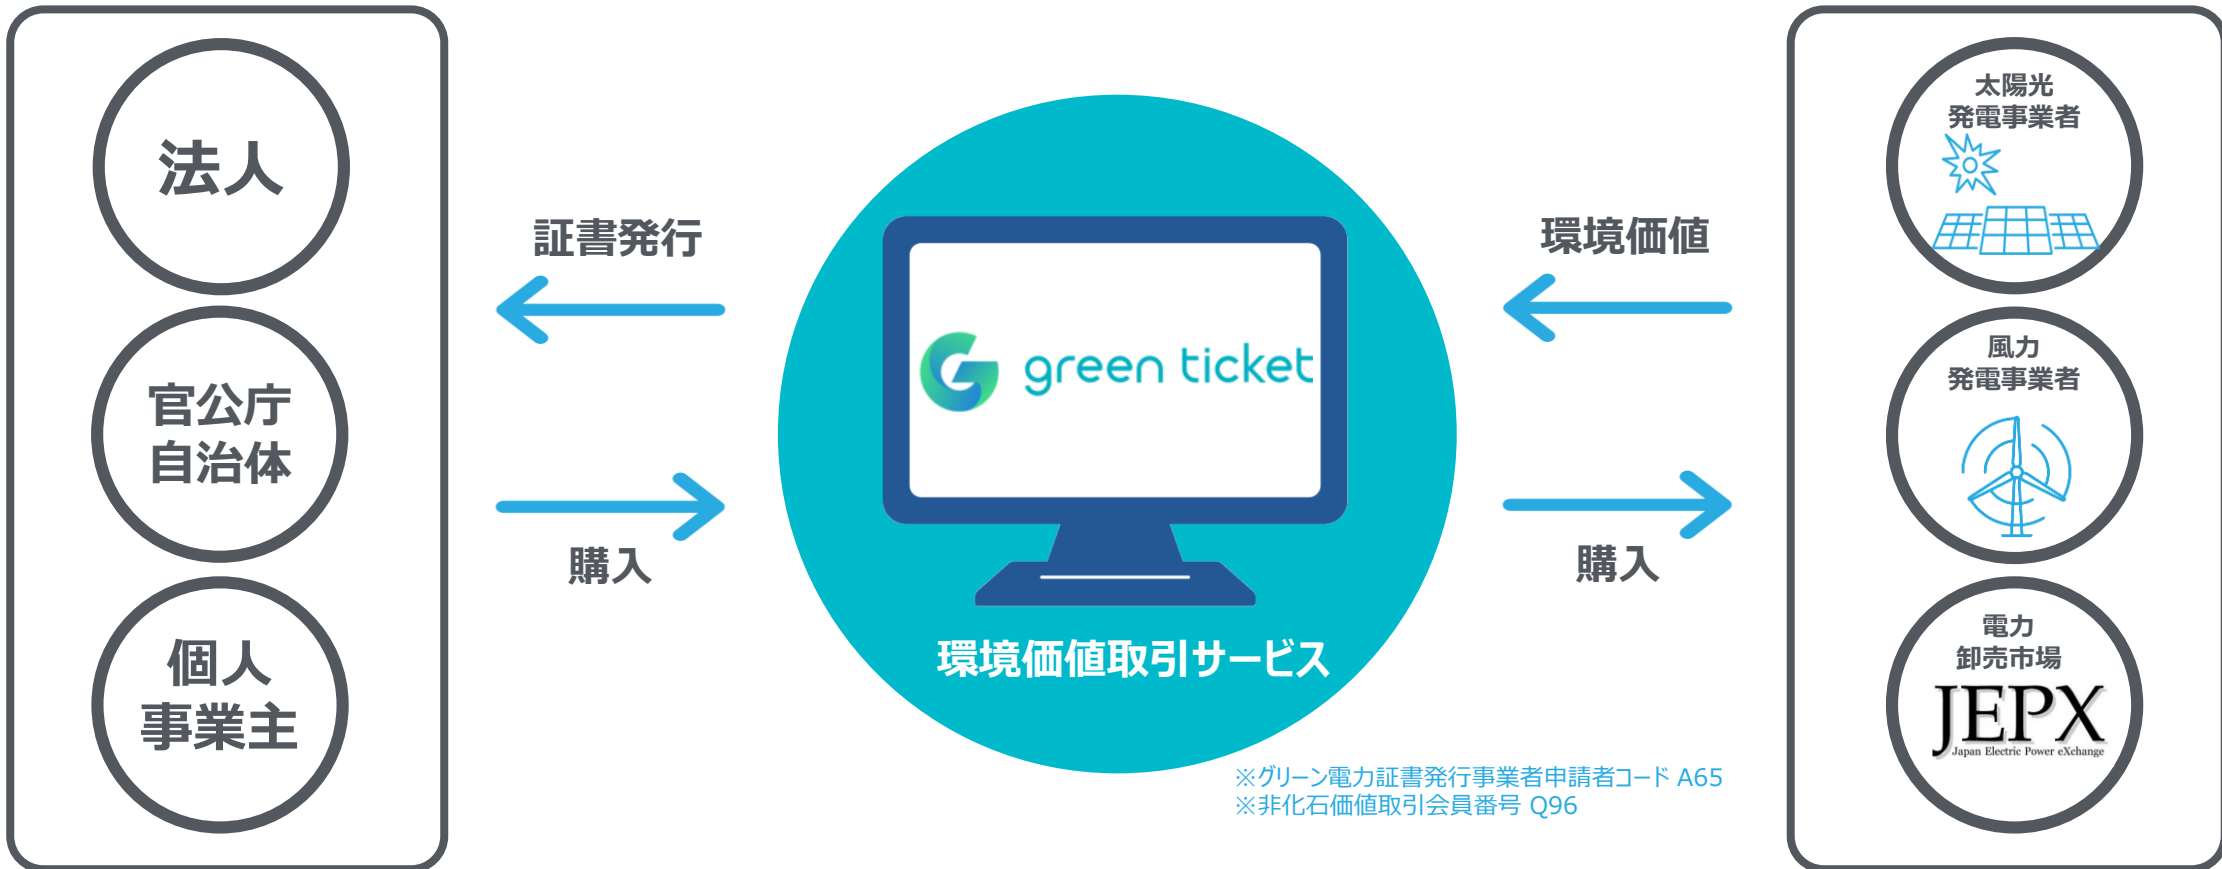 法人
官公庁
自治体
個人
事業主
証書発行
購入
green ticket
環境価値取引サービス
環境価値
購入
太陽光
発電事業者
風力
発電事業者
電力
卸売市場
JEPX
Japan Electric Power eXchange
※グリーン電力証書発行事業者申請者コード A65
※非化石価値取引会員番号 Q96